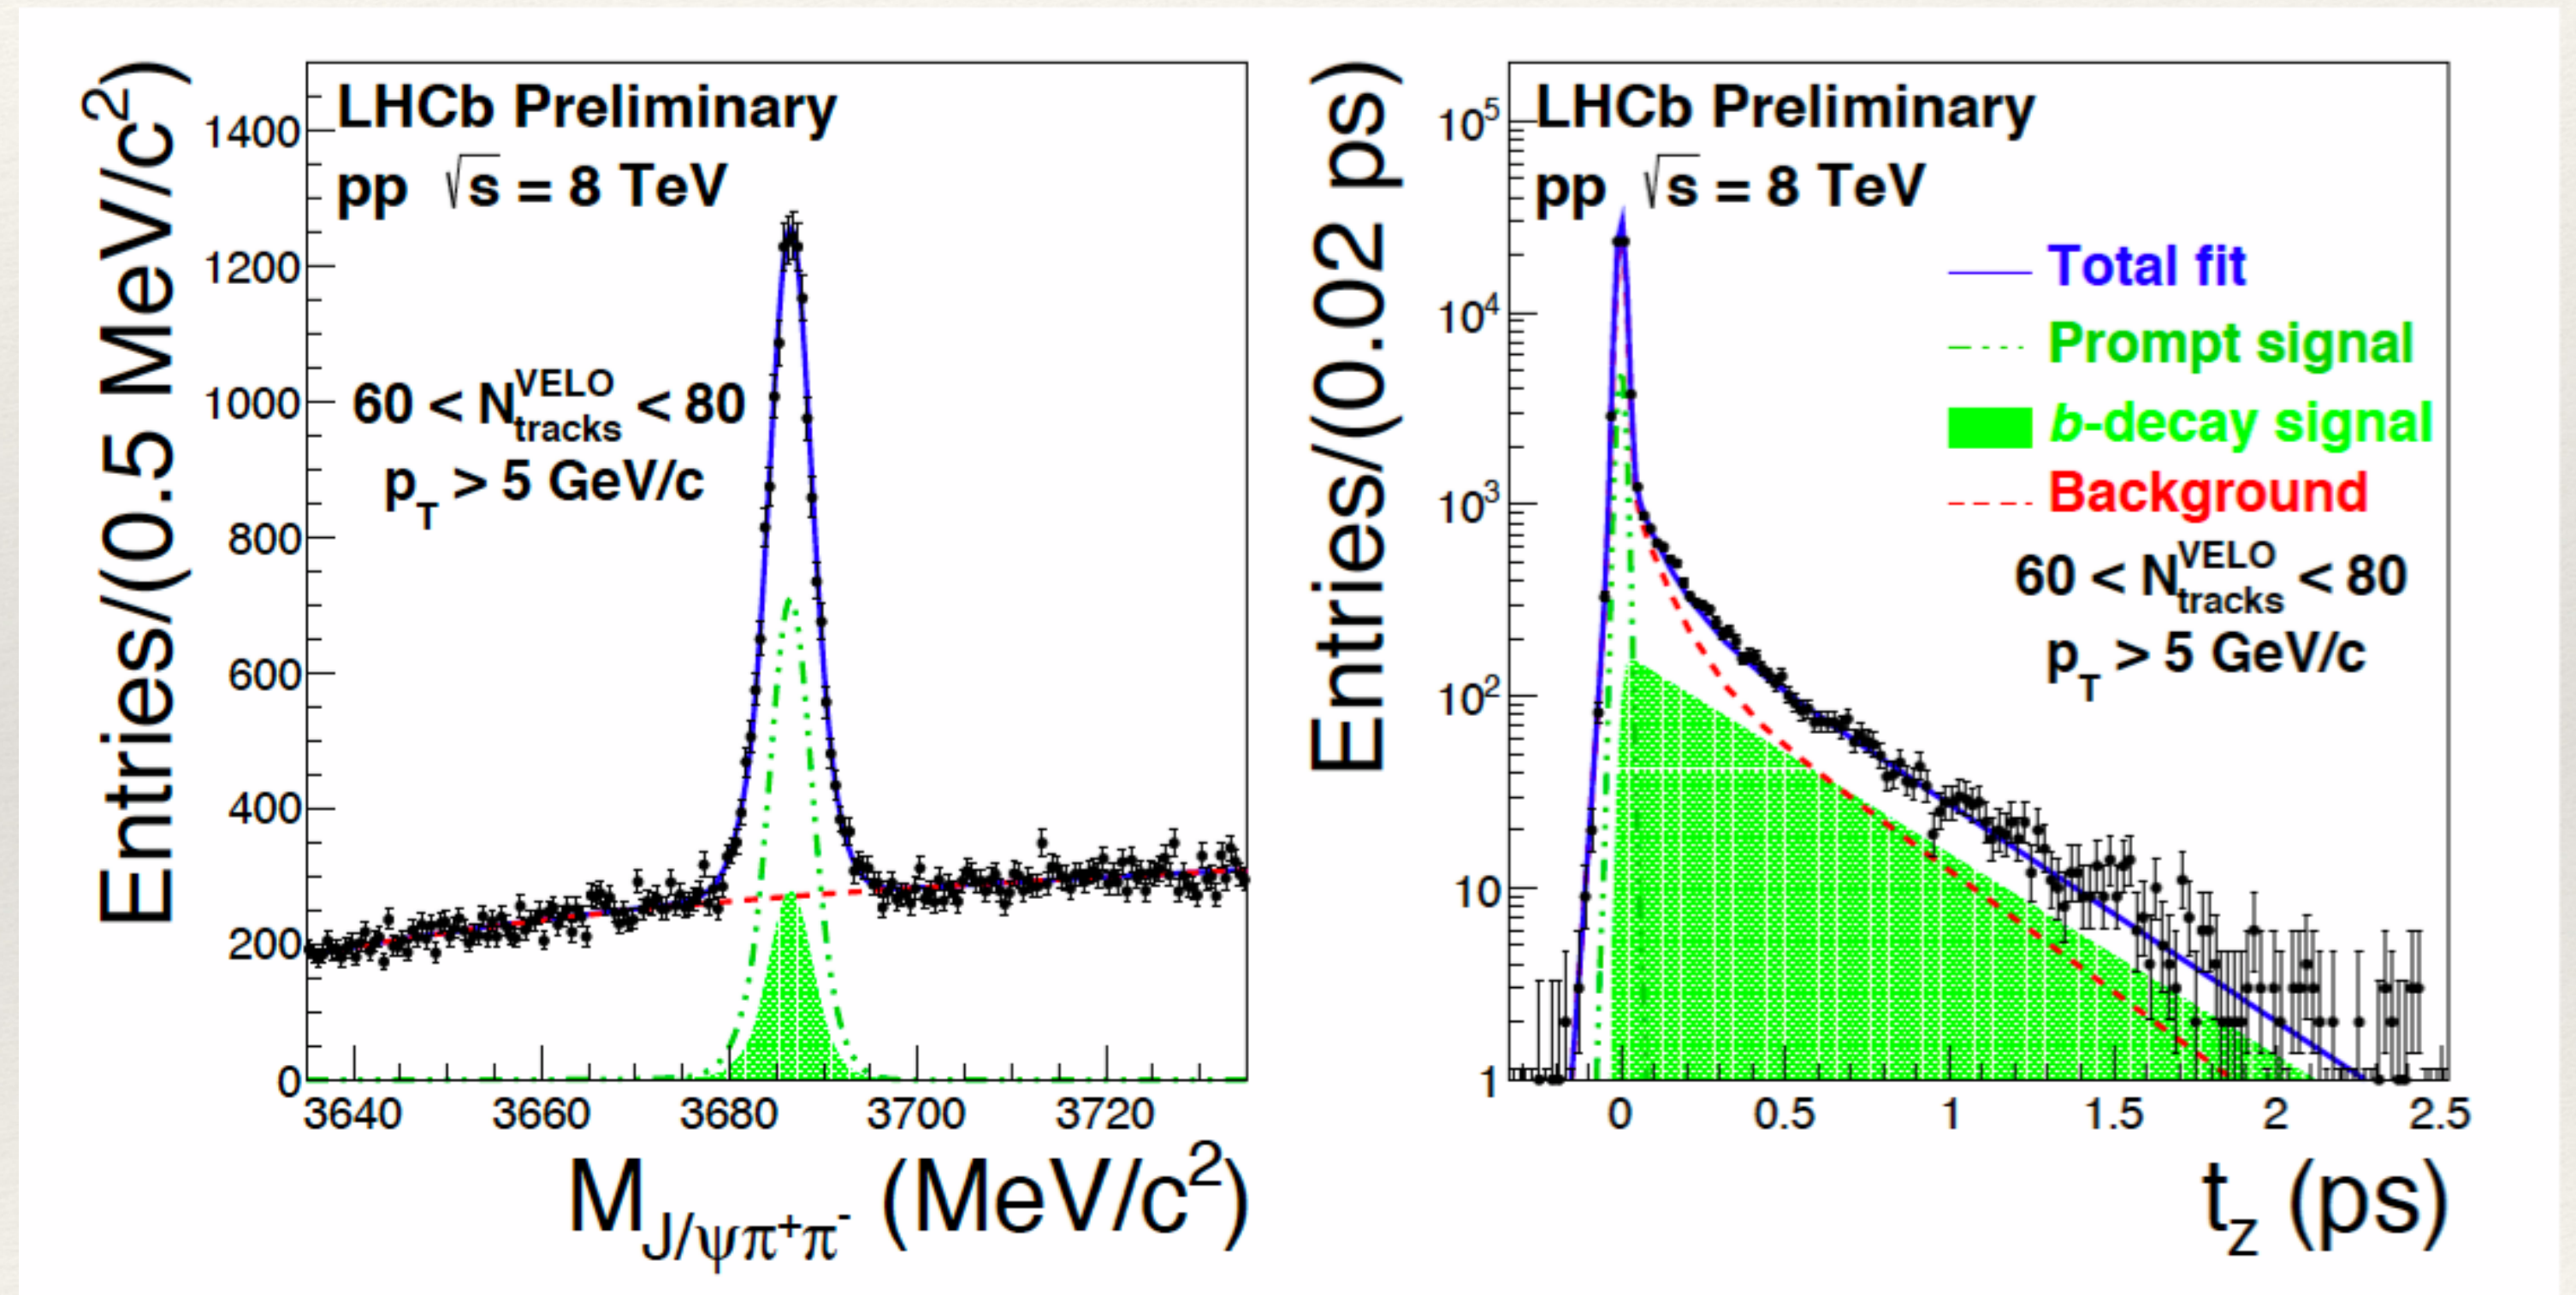 LHCb Preliminary
pp √s = 8 TeV
60 < N^VELO_tracks < 80
p_T > 5 GeV/c
Entries/(0.5 MeV/c²)
1400
1200
1000
800
600
400
200
0
3640 3660 3680 3700 3720
M_J/ψπ⁺π⁻ (MeV/c²)
LHCb Preliminary
pp √s = 8 TeV
Total fit
Prompt signal
b-decay signal
Background
60 < N^VELO_tracks < 80
p_T > 5 GeV/c
Entries/(0.02 ps)
10⁵
10⁴
10³
10²
10
1
0 0.5 1 1.5 2 2.5
t_z (ps)